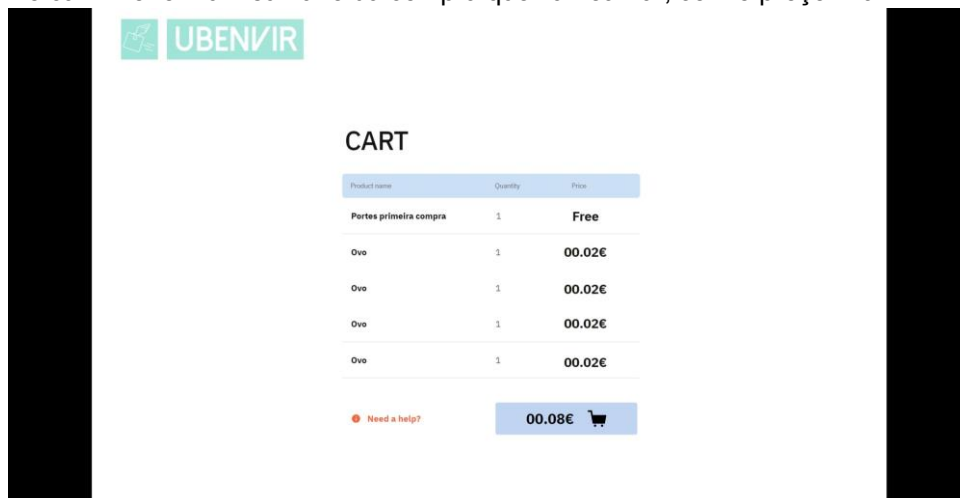 UBENVIR
CART
Product name Quantity Price
Portes primeira compra 1 Free
Ovo 1 00.02€
Ovo 1 00.02€
Ovo 1 00.02€
Ovo 1 00.02€
Need a help? 00.08€